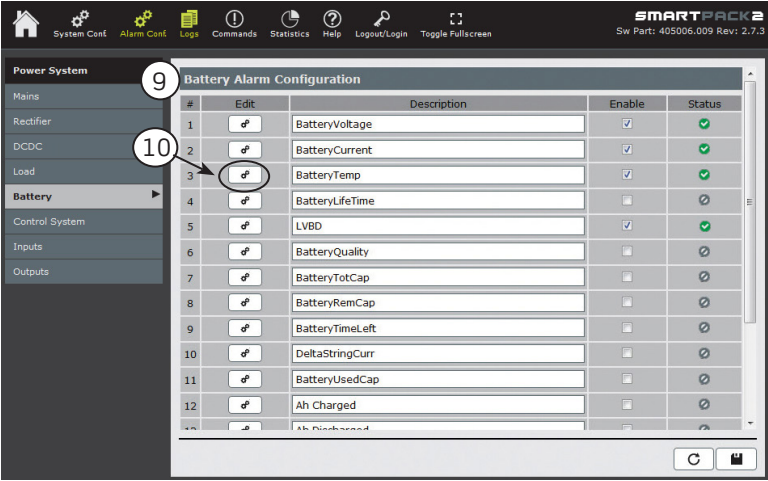 SMARTPACK2
System Conf. Alarm Conf. Logs Commands Statistics Help Logout/Login Toggle Fullscreen
Sw Part: 405006.009 Rev: 2.7.3
Power System
Mains
Rectifier
DCDC
Load
Battery
Control System
Inputs
Outputs
9
10
Battery Alarm Configuration
# Edit Description Enable Status
1 BatteryVoltage
2 BatteryCurrent
3 BatteryTemp
4 BatteryLifeTime
5 LVBD
6 BatteryQuality
7 BatteryTotCap
8 BatteryRemCap
9 BatteryTimeLeft
10 DeltaStringCurr
11 BatteryUsedCap
12 Ah Charged
13 Ah Discharged